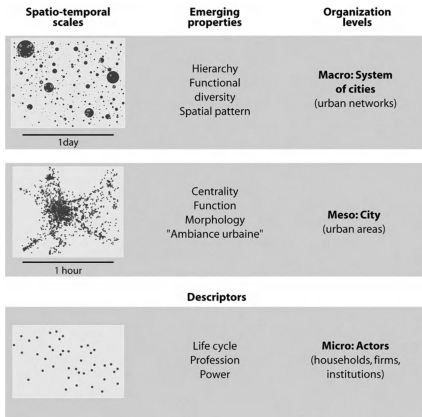 Spatio-temporal
scales
Emerging
properties
Organization
levels
1day
Hierarchy
Functional
diversity
Spatial pattern
Macro: System
of cities
(urban networks)
1 hour
Centrality
Function
Morphology
"Ambiance urbaine"
Meso: City
(urban areas)
Descriptors
Life cycle
Profession
Power
Micro: Actors
(households, firms,
institutions)